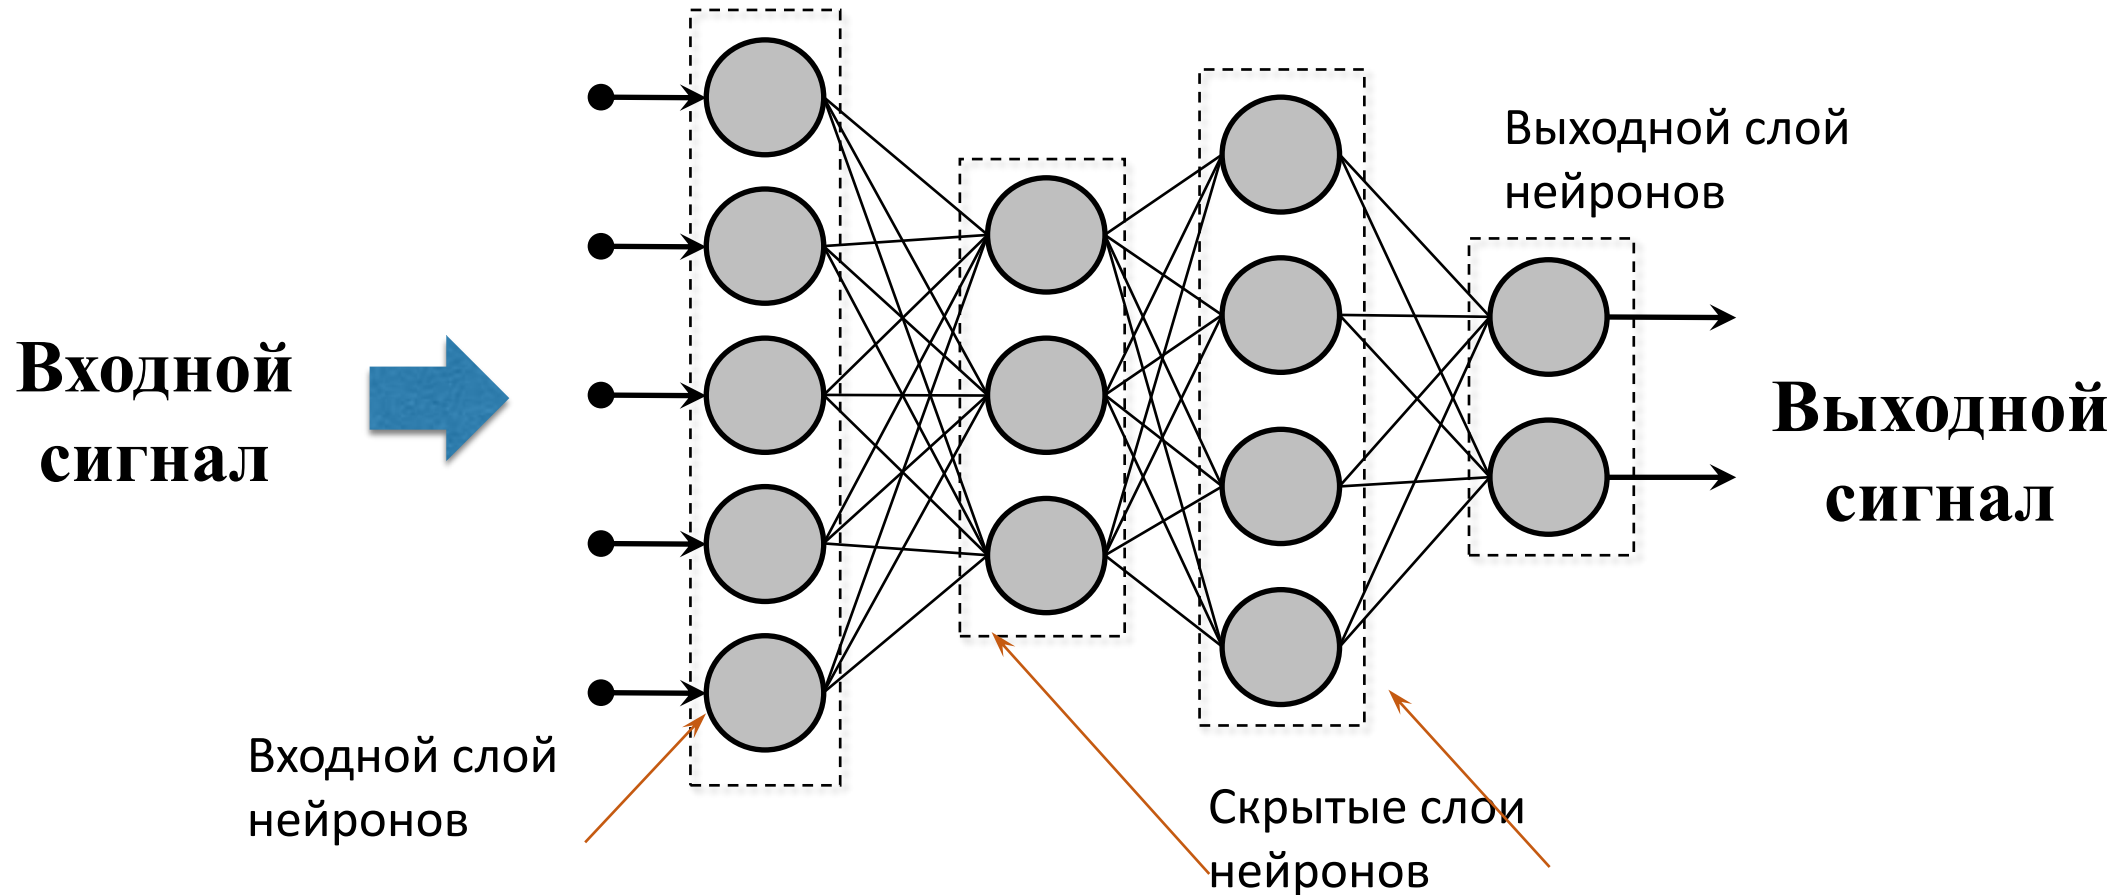 Входной
сигнал
Входной слой
нейронов
Скрытые слои
нейронов
Выходной слой
нейронов
Выходной
сигнал